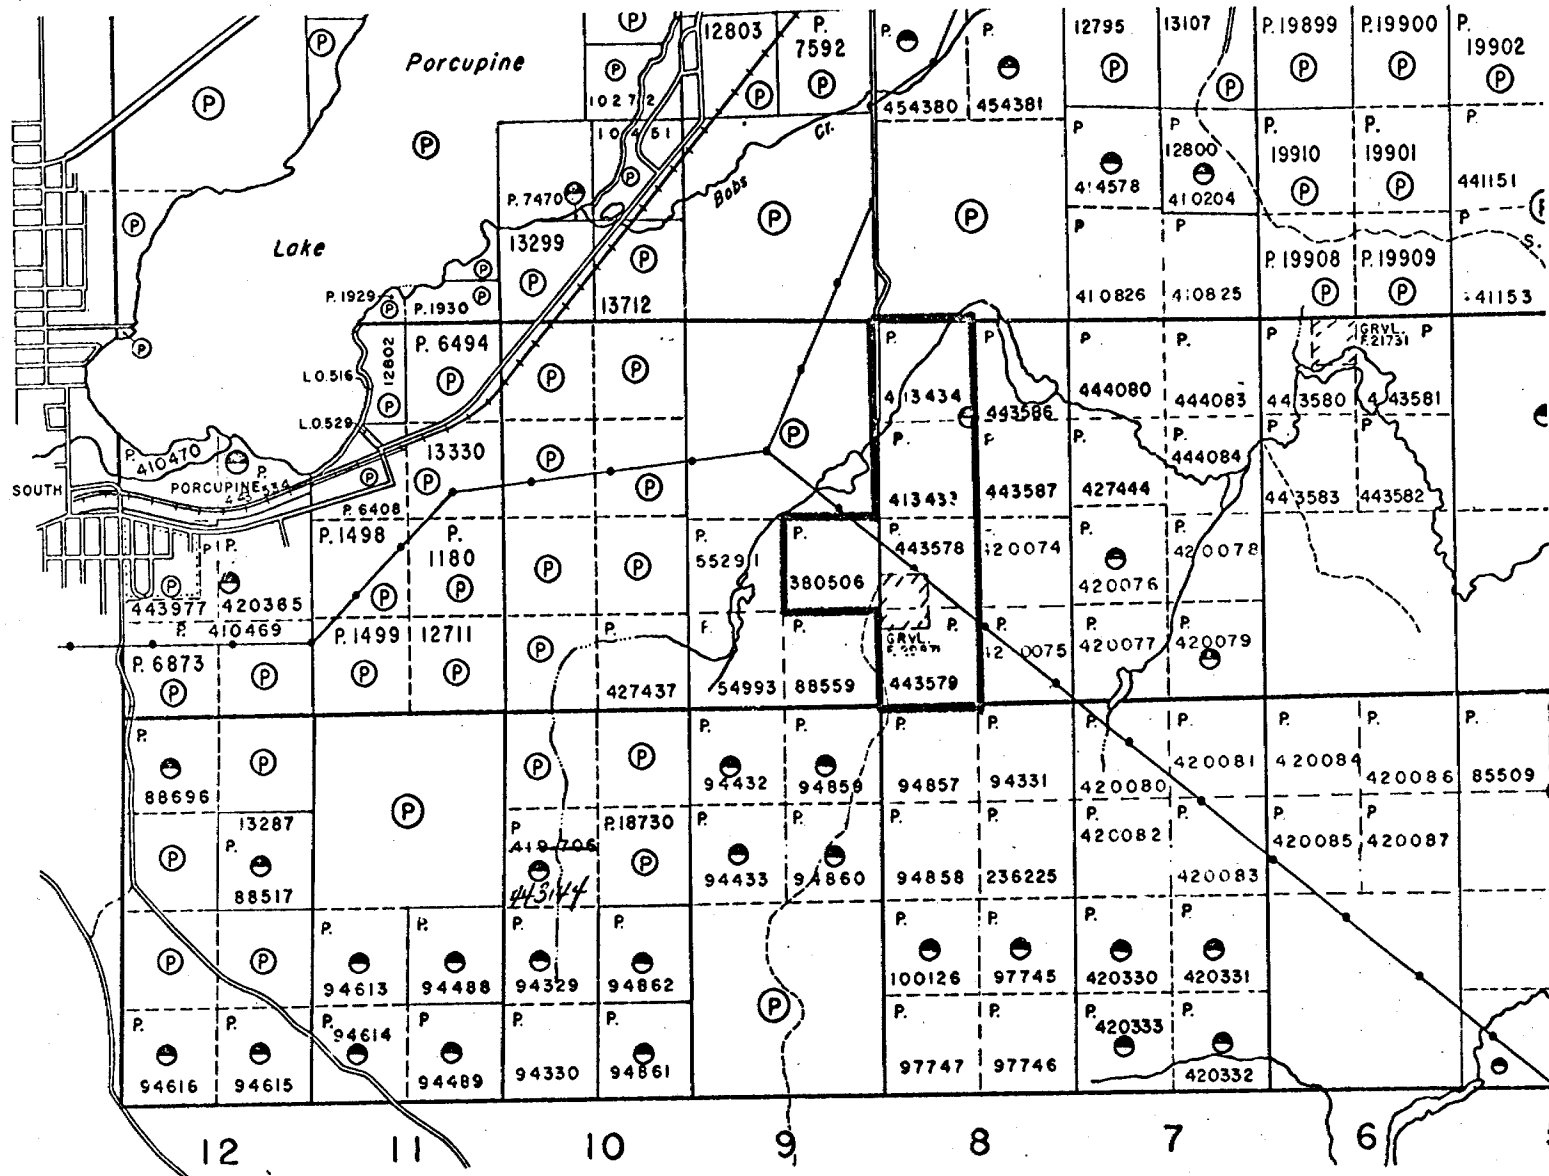 Porcupine
Lake
12803
P.
7592
P.
P.
12795
13107
P. 19899
P. 19900
P.
19902
P
10272
454380
454381
10451
Cr.
Bobs
P
P
12800
P.
19910
P.
19901
P.
441151
P. 7470
414578
410204
13299
P
P
P
S.
P. 19908
P. 19909
P. 1929
P. 1930
13712
410826
410825
41153
12802
P. 6494
P.
P.
P
GRVL.
P.21731
P
L.O.516
413434
443586
444080
444083
443580
443581
L.O.529
P.
410470
P.
13330
P.
P
P.
P.
444084
P.
P
SOUTH
PORCUPINE
P. 6408
413433
443587
427444
443583
443582
P
P.
P. 1498
P.
1180
P.
55291
P.
P.
443578
P.
420074
P.
P.
420078
443977
420385
380506
420076
P. 410469
P. 1499
12711
P.
P.
P.
GRVL.
P.
P.
P.
420077
P.
420079
P. 6873
427437
54993
88559
443579
P.
P.
P.
P.
P.
P.
P.
P.
P.
88696
94432
94857
94331
420080
420081
420084
420086
85509
13287
P
P.18730
P.
P.
P.
P.
P.
420082
P.
P.
420085
P.
420087
P.
419706
88517
443144
94433
94860
94858
236225
420083
P.
P.
P.
P.
P.
P.
P.
P.
94613
94488
94329
94862
100126
97745
420330
420331
P.
P.
P.
94614
P
P.
P.
P.
P.
P.
420333
P.
94616
94615
94489
94330
94861
97747
97746
420332
12
11
10
9
8
7
6